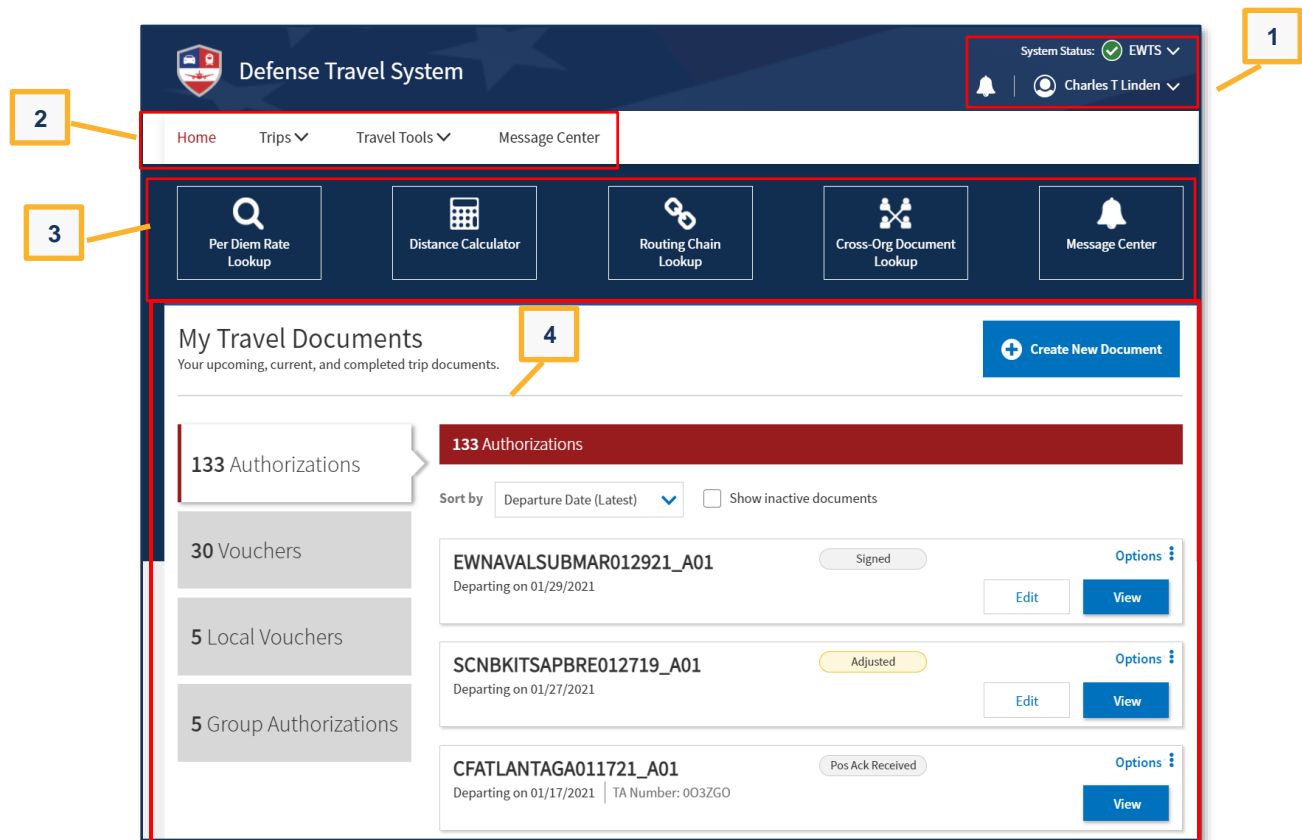 1
System Status: EWTS
Defense Travel System
Charles T Linden
2
Home Trips Travel Tools Message Center
3
Per Diem Rate
Lookup
Distance Calculator
Routing Chain
Lookup
Cross-Org Document
Lookup
Message Center
4
My Travel Documents
Your upcoming, current, and completed trip documents.
Create New Document
133 Authorizations
30 Vouchers
5 Local Vouchers
5 Group Authorizations
133 Authorizations
Sort by Departure Date (Latest) Show inactive documents
EWNAVALSUBMAR012921_A01 Signed Options
Departing on 01/29/2021
Edit View
SCNBKITSAPBRE012719_A01 Adjusted Options
Departing on 01/27/2021
Edit View
CFATLANTAGA011721_A01 Pos Ack Received Options
Departing on 01/17/2021 TA Number: 0O3ZGO
View